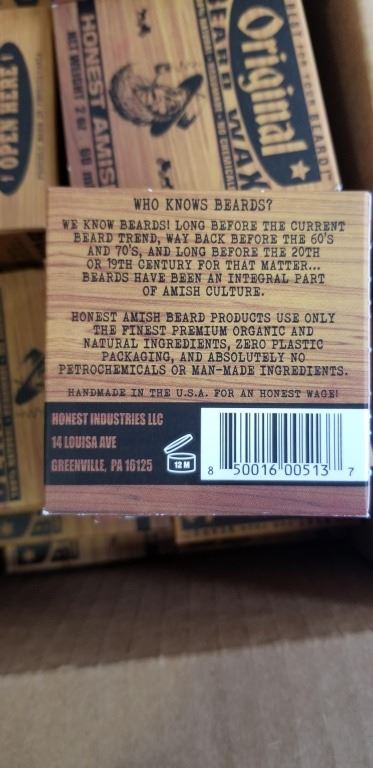 OPEN HERE
Original
BEARD WAX
HONEST AMISH
NET WEIGHT 2 oz 60 ml
WHO KNOWS BEARDS?
WE KNOW BEARDS! LONG BEFORE THE CURRENT
BEARD TREND, WAY BACK BEFORE THE 60'S
AND 70'S, AND LONG BEFORE THE 20TH
OR 19TH CENTURY FOR THAT MATTER...
BEARDS HAVE BEEN AN INTEGRAL PART
OF AMISH CULTURE.
HONEST AMISH BEARD PRODUCTS USE ONLY
THE FINEST PREMIUM ORGANIC AND
NATURAL INGREDIENTS, ZERO PLASTIC
PACKAGING, AND ABSOLUTELY NO
PETROCHEMICALS OR MAN-MADE INGREDIENTS.
HANDMADE IN THE U.S.A. FOR AN HONEST WAGE!
HONEST INDUSTRIES LLC
14 LOUISA AVE
GREENVILLE, PA 16125
12 M
8 50016 00513 7